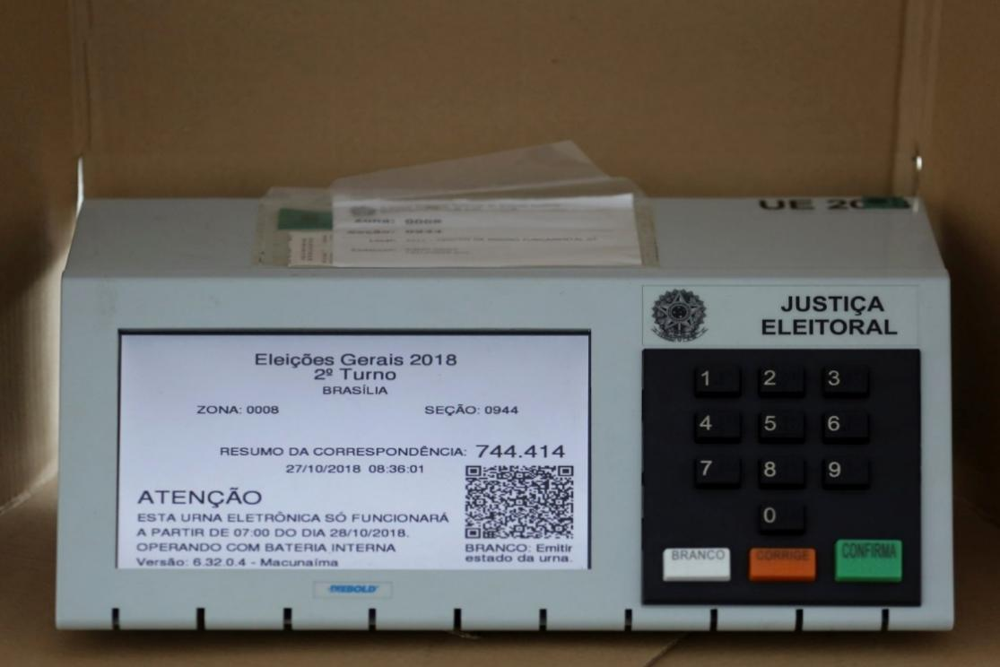 UE 20
ZONA: 0008
SEÇÃO: 0944
JUSTIÇA
ELEITORAL
Eleições Gerais 2018
2º Turno
BRASÍLIA
ZONA: 0008 SEÇÃO: 0944
RESUMO DA CORRESPONDÊNCIA: 744.414
27/10/2018 08:36:01
ATENÇÃO
ESTA URNA ELETRÔNICA SÓ FUNCIONARÁ
A PARTIR DE 07:00 DO DIA 28/10/2018.
OPERANDO COM BATERIA INTERNA
Versão: 6.32.0.4 - Macunaíma
BRANCO: Emitir
estado da urna.
DIEBOLD
1 2 3
4 5 6
7 8 9
0
BRANCO CORRIGE CONFIRMA